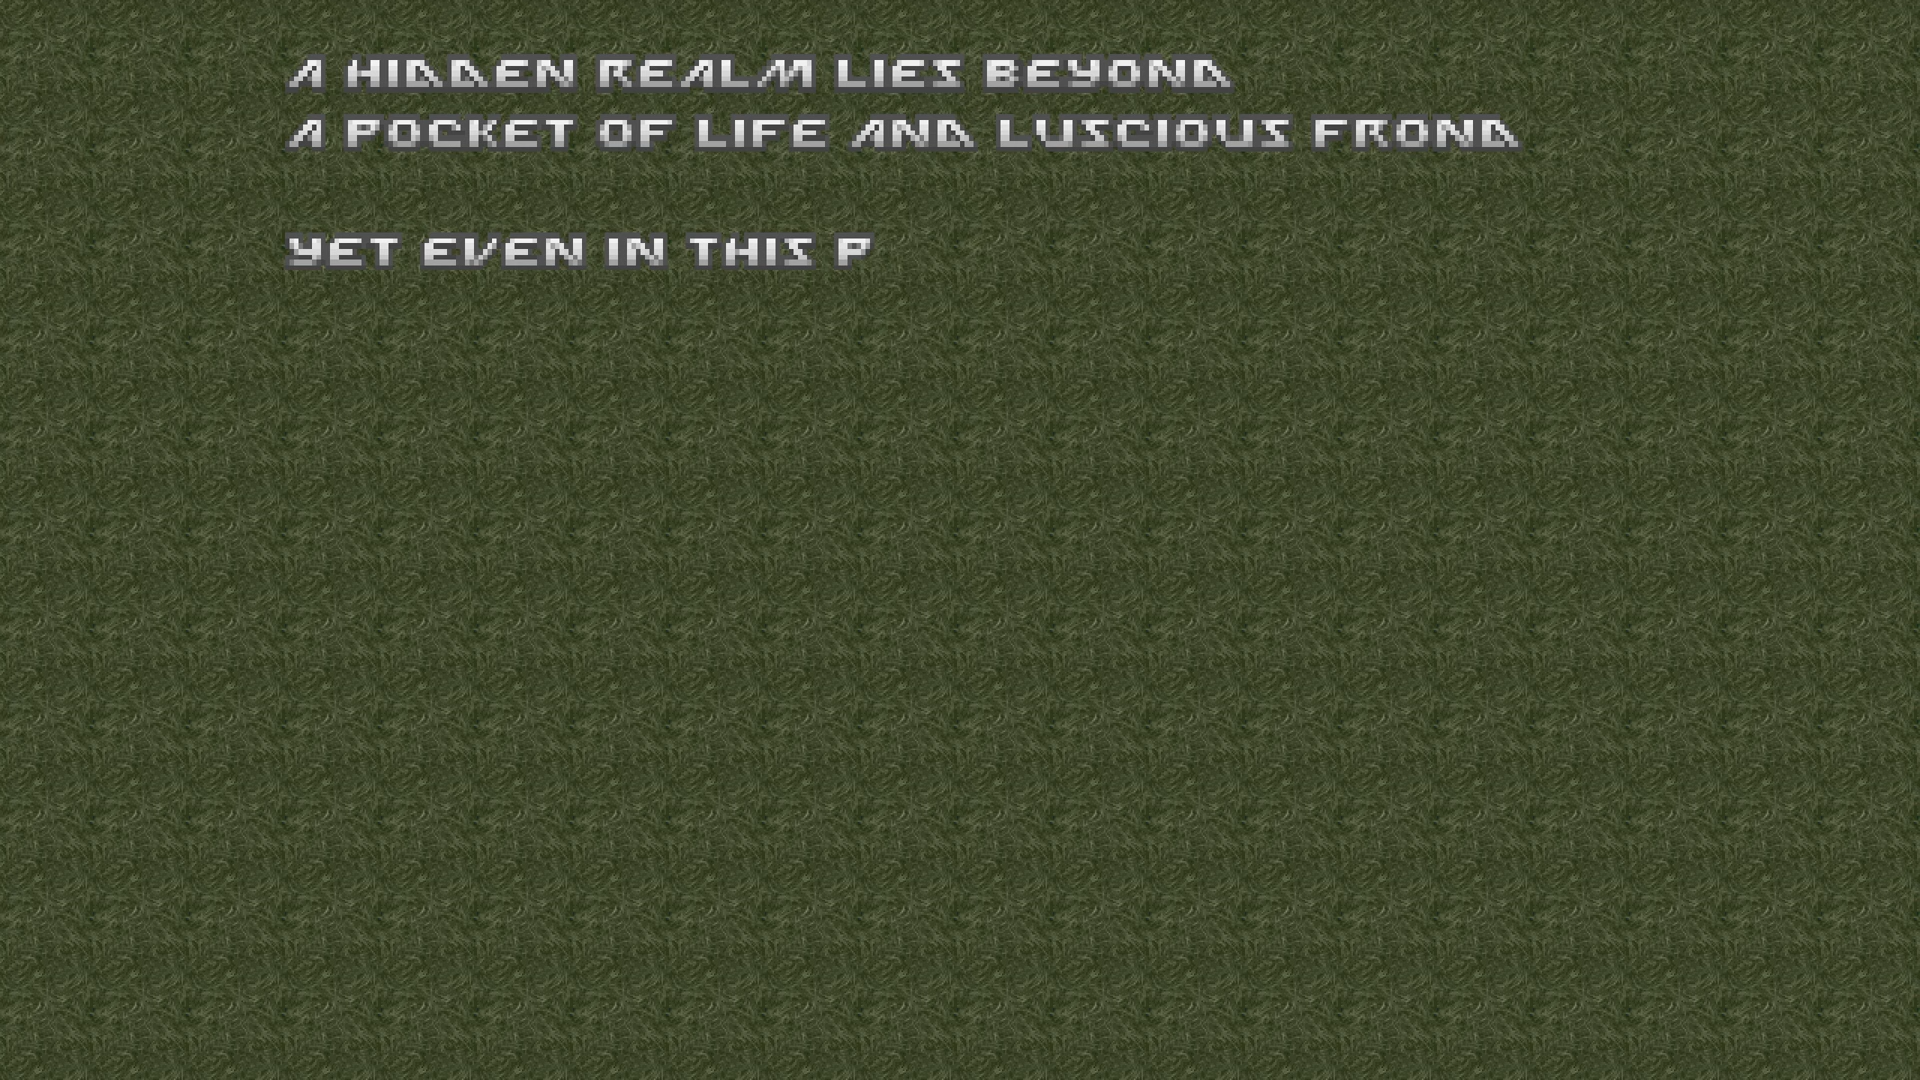 A HIDDEN REALM LIES BEYOND
A POCKET OF LIFE AND LUSCIOUS FROND
YET EVEN IN THIS P